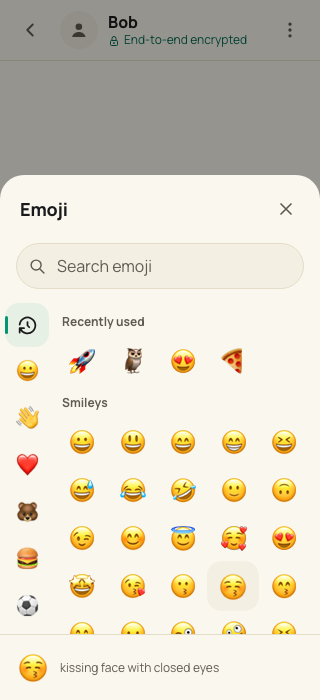 Bob
End-to-end encrypted
Emoji
Search emoji
Recently used
Smileys
kissing face with closed eyes